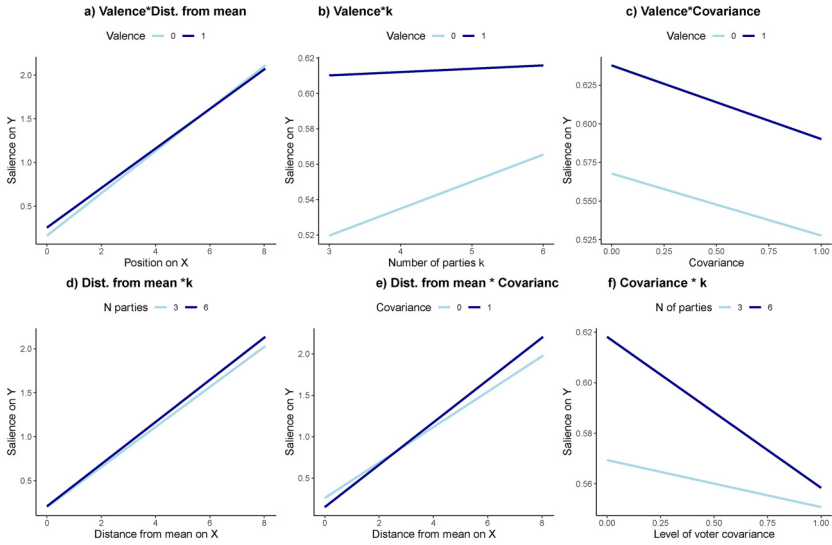 a) Valence*Dist. from mean
Valence 0 1
Salience on Y
2.0
1.5
1.0
0.5
0 2 4 6 8
Position on X
b) Valence*k
Valence 0 1
Salience on Y
0.62
0.60
0.58
0.56
0.54
0.52
3 4 5 6
Number of parties k
c) Valence*Covariance
Valence 0 1
Salience on Y
0.625
0.600
0.575
0.550
0.525
0.00 0.25 0.50 0.75 1.00
Covariance
d) Dist. from mean *k
N parties 3 6
Salience on Y
2.0
1.5
1.0
0.5
0 2 4 6 8
Distance from mean on X
e) Dist. from mean * Covarianc
Covariance 0 1
Salience on Y
2.0
1.5
1.0
0.5
0 2 4 6 8
Distance from mean on X
f) Covariance * k
N of parties 3 6
Salience on Y
0.62
0.60
0.58
0.56
0.00 0.25 0.50 0.75 1.00
Level of voter covariance